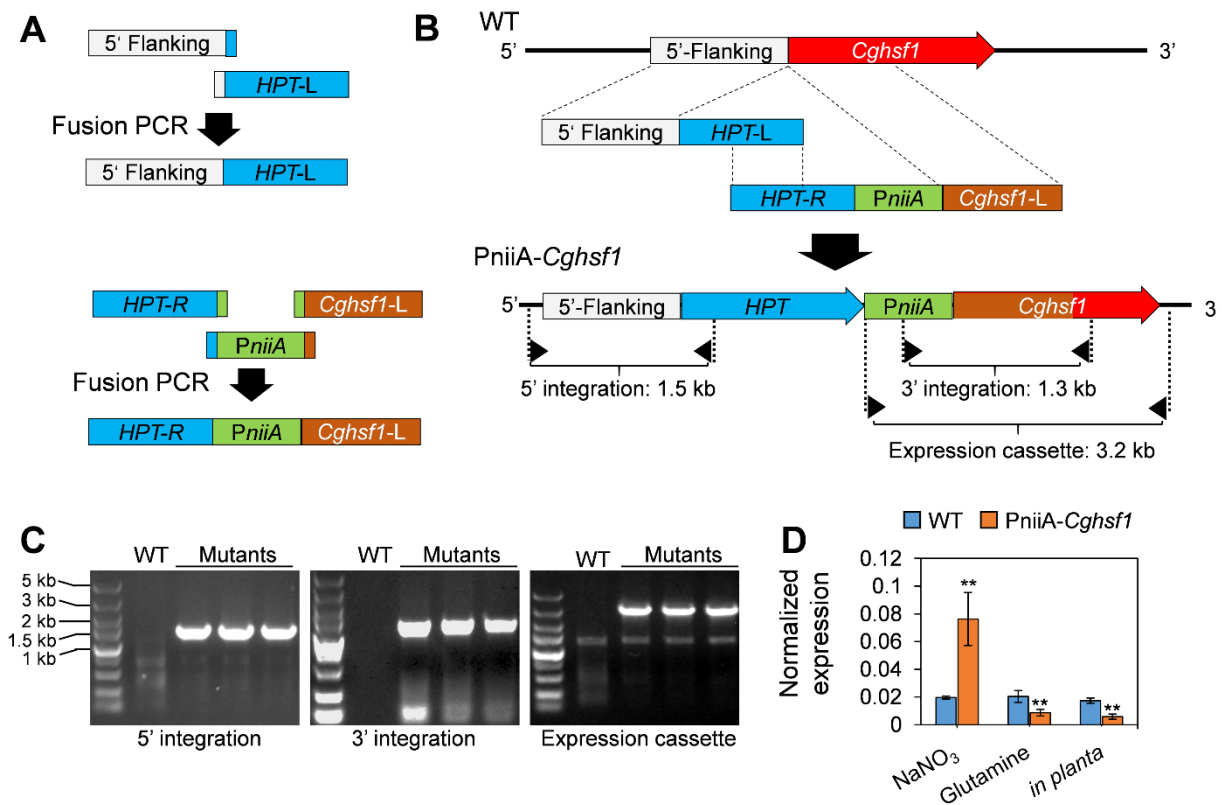 A
5‘ Flanking
HPT-L
Fusion PCR
5‘ Flanking HPT-L
HPT-R Cghsf1-L
PniiA
Fusion PCR
HPT-R PniiA Cghsf1-L
B
WT
5’ 5’-Flanking Cghsf1 3’
5‘ Flanking HPT-L
HPT-R PniiA Cghsf1-L
PniiA-Cghsf1
5’ 5’-Flanking HPT PniiA Cghsf1 3
5’ integration: 1.5 kb 3’ integration: 1.3 kb
Expression cassette: 3.2 kb
C
WT Mutants WT Mutants WT Mutants
5 kb
3 kb
2 kb
1.5 kb
1 kb
5’ integration 3’ integration Expression cassette
D
WT PniiA-Cghsf1
Normalized
expression
0.12
0.1
0.08
0.06
0.04
0.02
0
** ** **
NaNO₃ Glutamine in planta